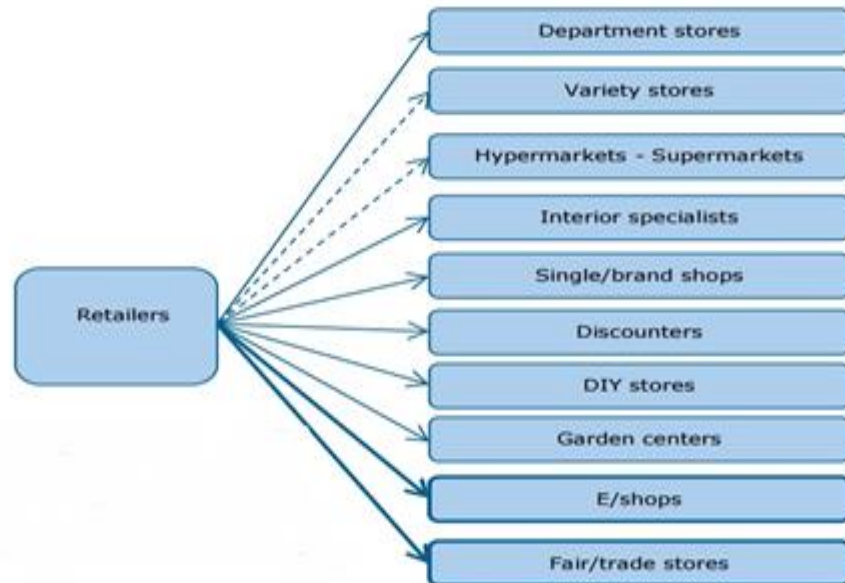 Department stores
Variety stores
Hypermarkets - Supermarkets
Interior specialists
Single/brand shops
Retailers
Discounters
DIY stores
Garden centers
E/shops
Fair/trade stores